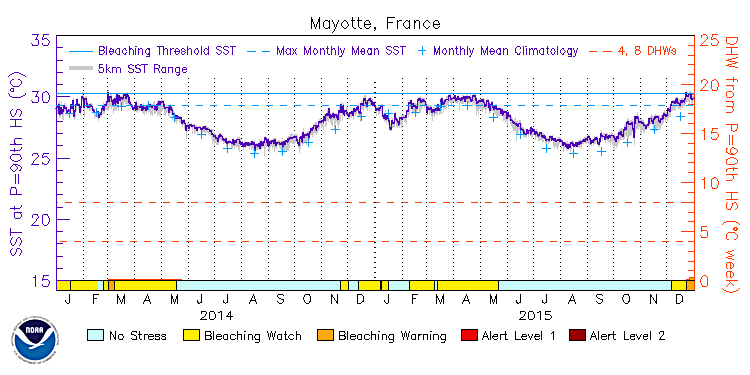 Mayotte, France
Bleaching Threshold SST Max Monthly Mean SST Monthly Mean Climatology 4, 8 DHWs
5km SST Range
SST at P=90th HS (°C)
35
30
25
20
15
DHW from P=90th HS (°C week)
25
20
15
10
5
0
J F M A M J J A S O N D J F M A M J J A S O N D
2014 2015
NOAA
No Stress Bleaching Watch Bleaching Warning Alert Level 1 Alert Level 2